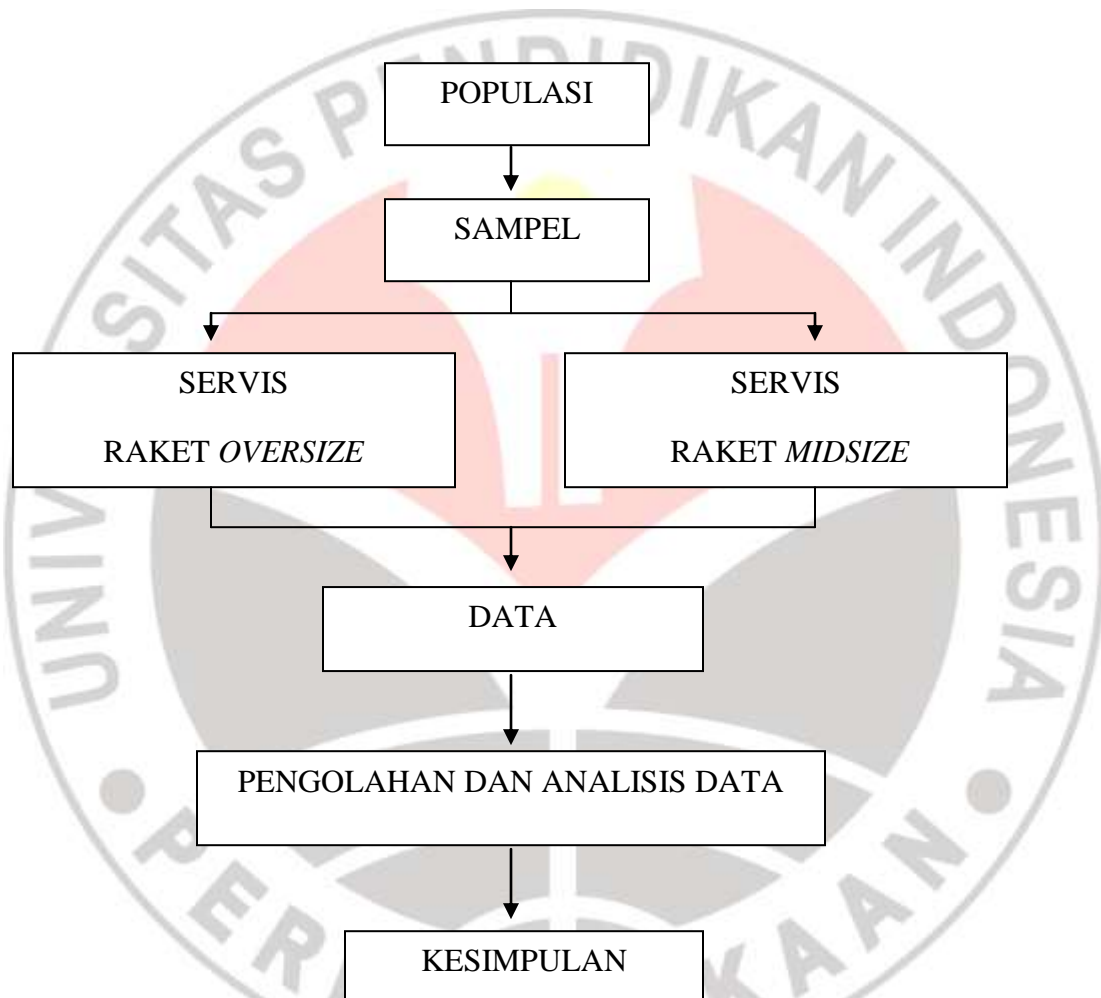 POPULASI
SAMPEL
SERVIS
RAKET OVERSIZE
SERVIS
RAKET MIDSIZE
DATA
PENGOLAHAN DAN ANALISIS DATA
KESIMPULAN